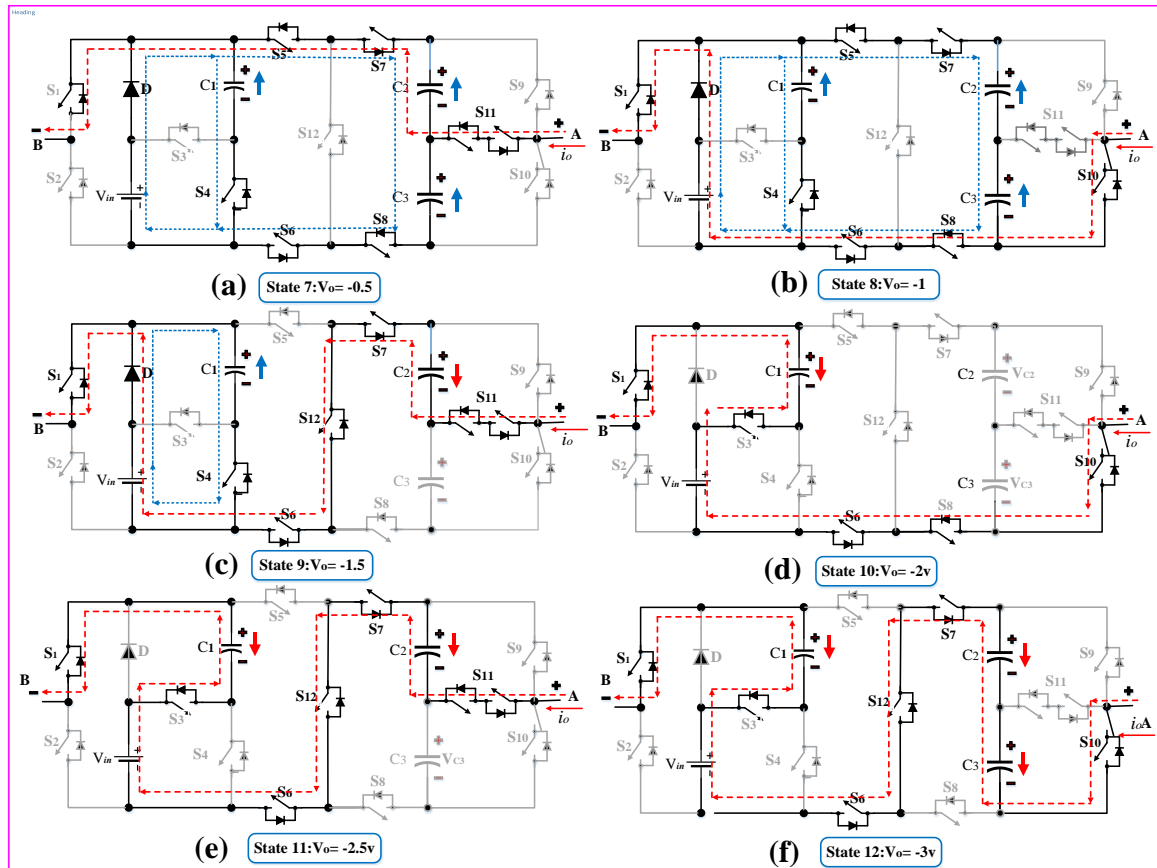 Heading
S5
S7
S1
D
C1
+
-
C2
+
-
S9
S11
S12
S3
+
A
-
B
io
S2
S4
S10
Vin
+
-
C3
+
-
S8
S6
(a)
State 7:Vo= -0.5
S5
S7
S1
D
C1
+
-
C2
+
-
S9
S11
S12
S3
+
A
-
B
io
S2
S4
S10
Vin
+
-
C3
+
-
S8
S6
(b)
State 8:Vo= -1
S5
S7
S1
D
C1
+
-
C2
+
-
S9
S11
S12
S3
+
A
-
B
io
S2
S4
S10
Vin
+
-
C3
+
-
S8
S6
(c)
State 9:Vo= -1.5
S5
S7
S1
D
C1
+
-
C2
+
VC2
-
S9
S11
S12
S3
+
A
-
B
io
S2
S4
S10
Vin
+
-
C3
+
VC3
-
S8
S6
(d)
State 10:Vo= -2v
S5
S7
S1
D
C1
+
-
C2
+
-
S9
S11
S12
S3
+
A
B
-
io
S2
S4
S10
Vin
+
-
C3
+
VC3
-
S8
S6
(e)
State 11:Vo= -2.5v
S5
S7
S1
D
C1
+
-
C2
+
-
S9
S11
S12
S3
+
B
-
ioA
S2
S4
S10
Vin
+
-
C3
+
-
S8
S6
(f)
State 12:Vo= -3v